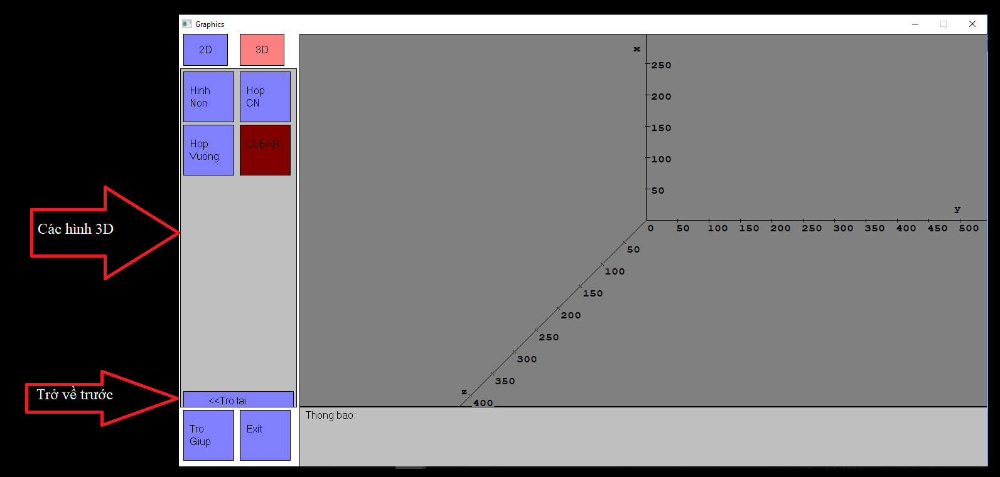 Graphics
2D
3D
Hinh
Non
Hop
CN
Hop
Vuong
CLEAR
Các hình 3D
Trở về trước
<<Tro lai
Tro
Giup
Exit
x
250
200
150
100
50
y
0 50 100 150 200 250 300 350 400 450 500
50
100
150
200
250
300
350
z
400
Thong bao: